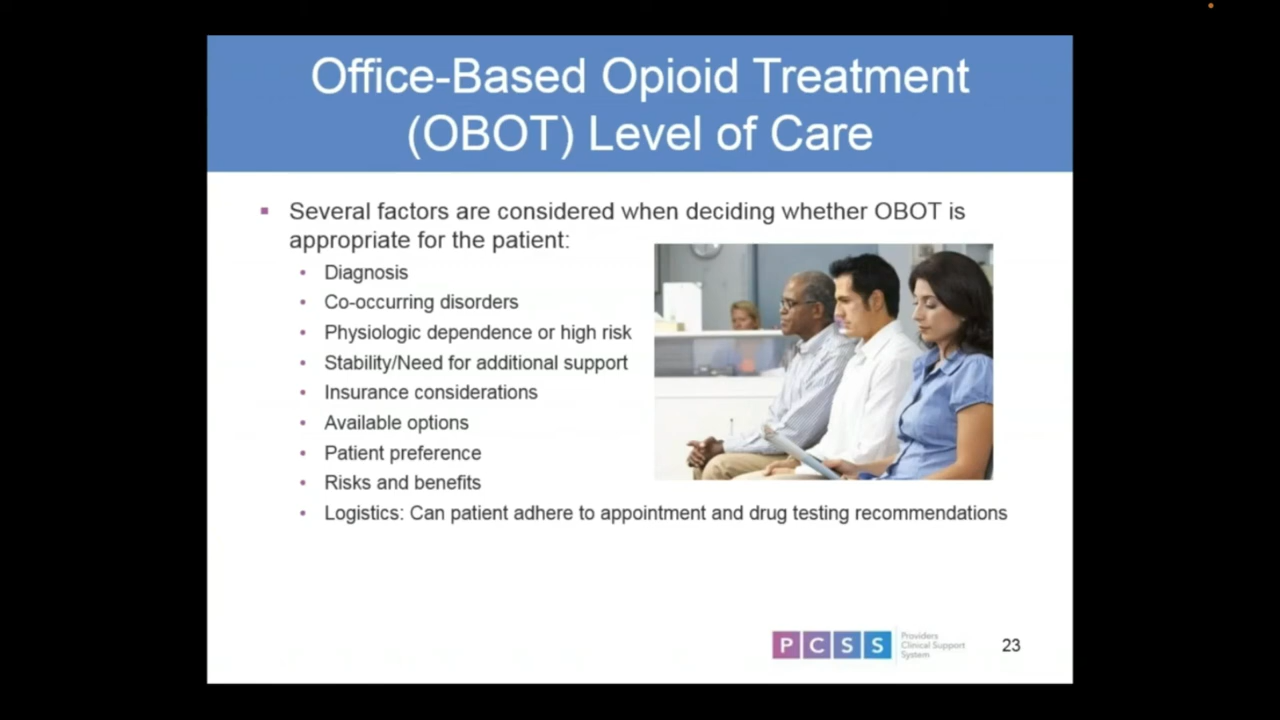 Office-Based Opioid Treatment
(OBOT) Level of Care
▪ Several factors are considered when deciding whether OBOT is
appropriate for the patient:
• Diagnosis
• Co-occurring disorders
• Physiologic dependence or high risk
• Stability/Need for additional support
• Insurance considerations
• Available options
• Patient preference
• Risks and benefits
• Logistics: Can patient adhere to appointment and drug testing recommendations
PCSS
Providers
Clinical Support
System
23